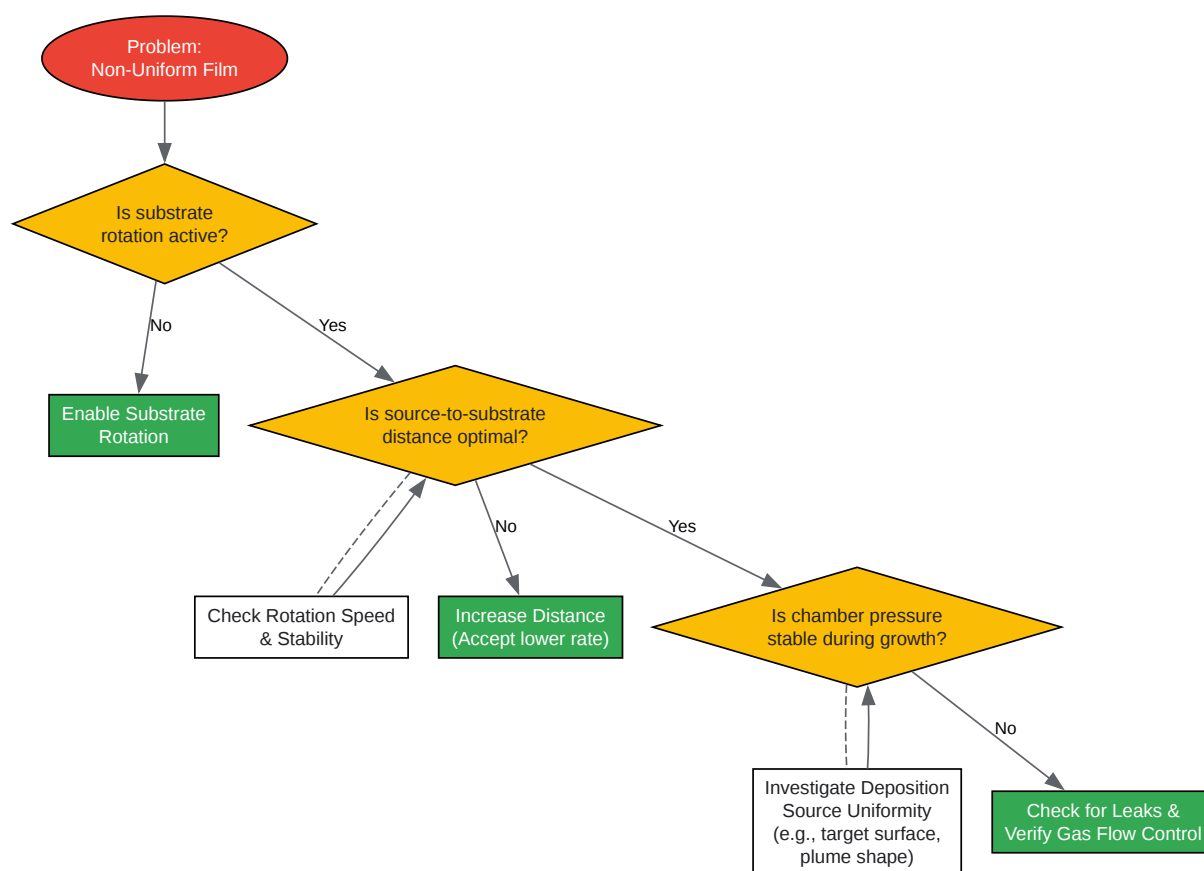 Problem:
Non-Uniform Film
Is substrate
rotation active?
No
Yes
Enable Substrate
Rotation
Is source-to-substrate
distance optimal?
No
Yes
Check Rotation Speed
& Stability
Increase Distance
(Accept lower rate)
Is chamber pressure
stable during growth?
No
Investigate Deposition
Source Uniformity
(e.g., target surface,
plume shape)
Check for Leaks &
Verify Gas Flow Control